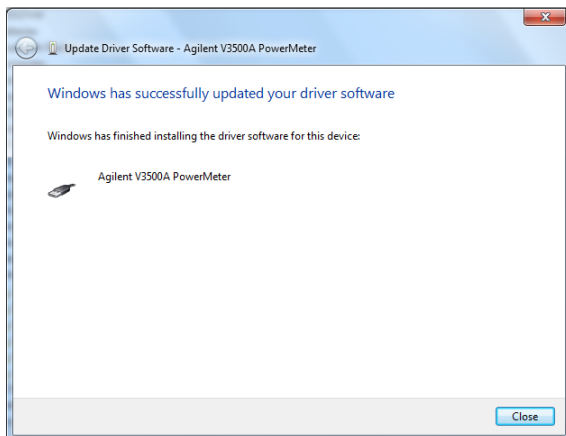 Update Driver Software - Agilent V3500A PowerMeter
Windows has successfully updated your driver software
Windows has finished installing the driver software for this device:
Agilent V3500A PowerMeter
Close